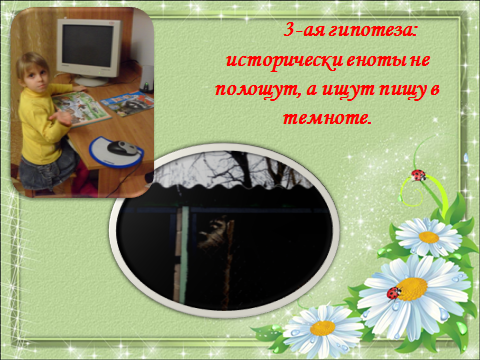 3-ая гипотеза:
исторически еноты не
полощут, а ищут пищу в
темноте.